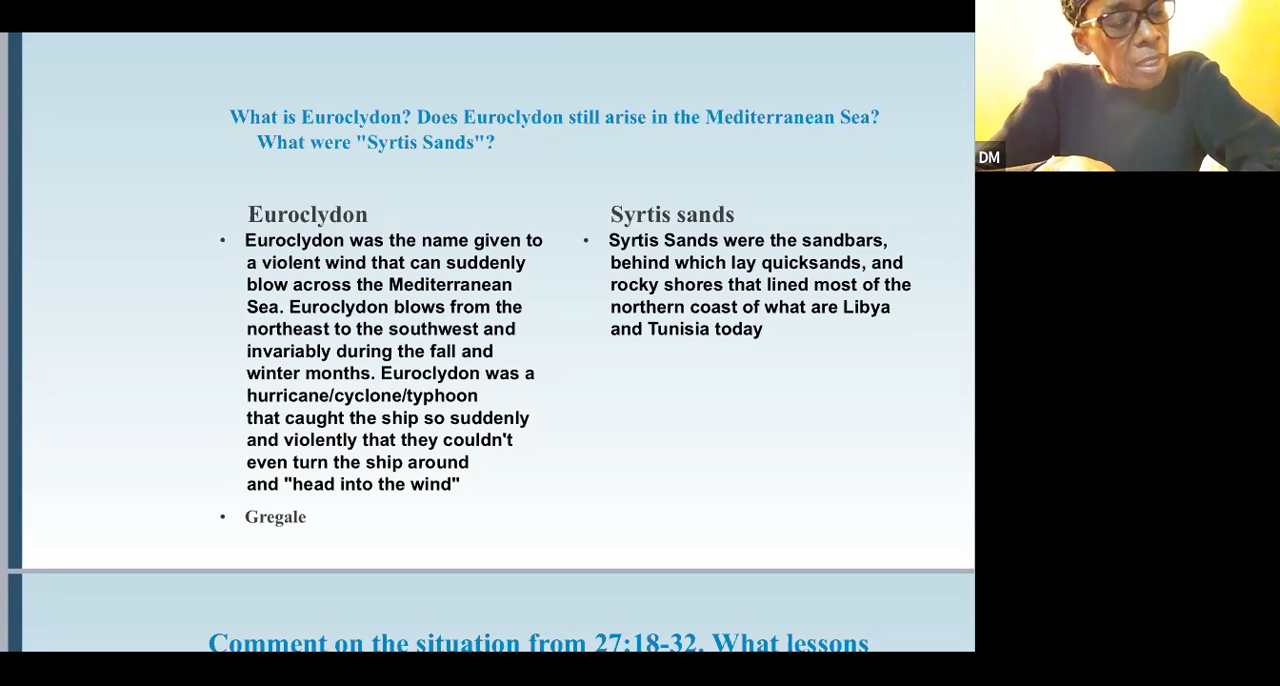 What is Euroclydon? Does Euroclydon still arise in the Mediterranean Sea?
What were "Syrtis Sands"?
Euroclydon
• Euroclydon was the name given to
a violent wind that can suddenly
blow across the Mediterranean
Sea. Euroclydon blows from the
northeast to the southwest and
invariably during the fall and
winter months. Euroclydon was a
hurricane/cyclone/typhoon
that caught the ship so suddenly
and violently that they couldn't
even turn the ship around
and "head into the wind"
• Gregale
Syrtis sands
• Syrtis Sands were the sandbars,
behind which lay quicksands, and
rocky shores that lined most of the
northern coast of what are Libya
and Tunisia today
Comment on the situation from 27:18-32. What lessons
DM